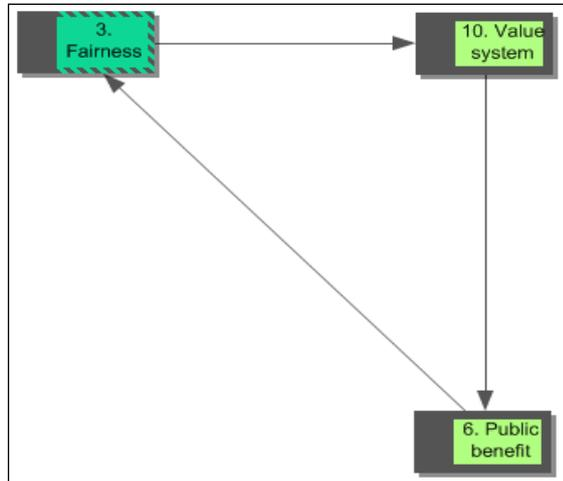 3.
Fairness
10. Value
system
6. Public
benefit